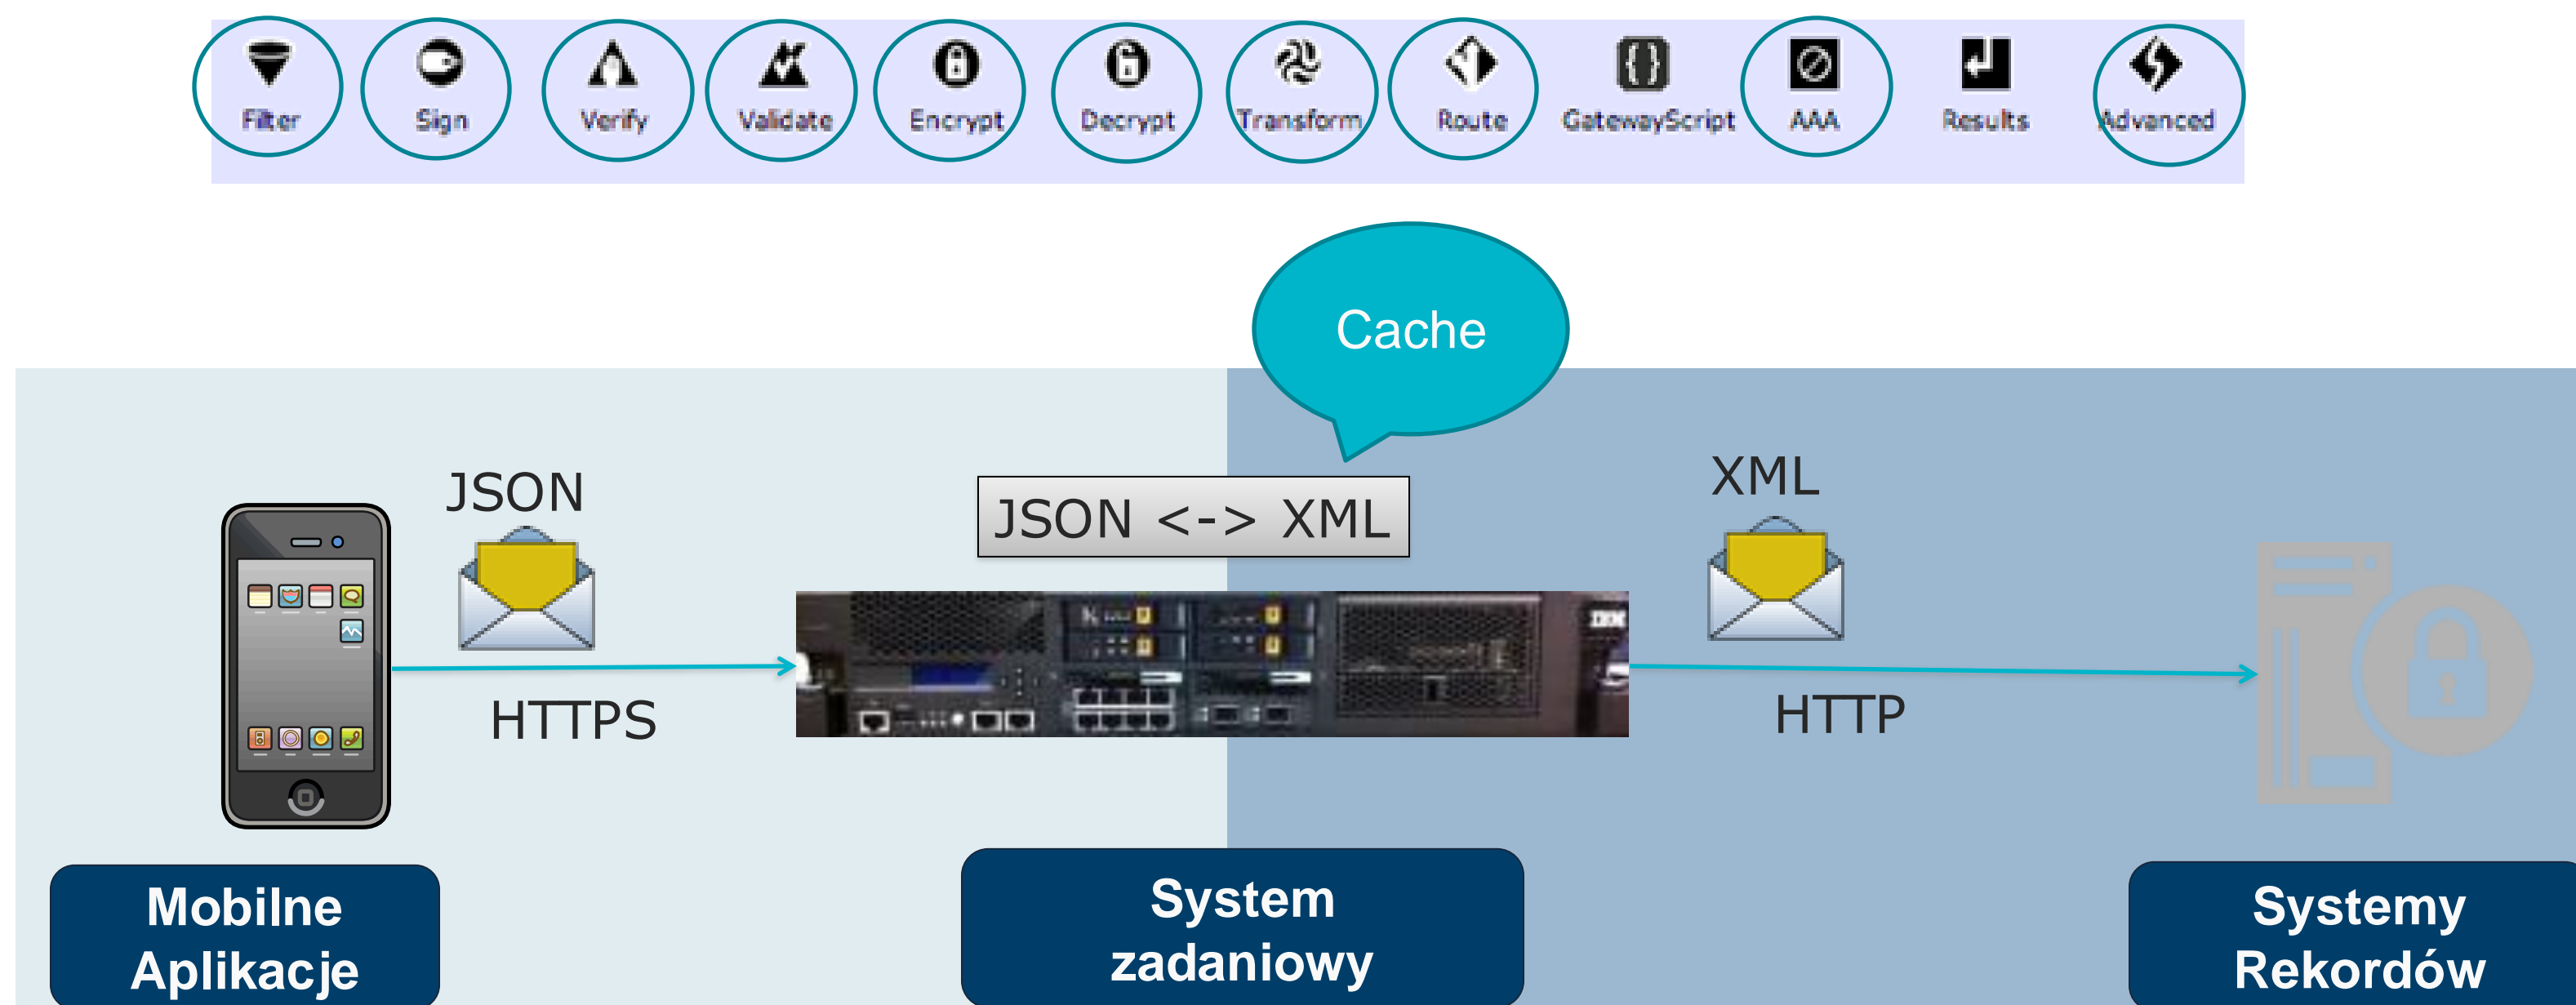 Filter Sign Verify Validate Encrypt Decrypt Transform Route GatewayScript AAA Results Advanced
Cache
JSON
JSON <-> XML
XML
IBM
HTTPS
HTTP
Mobilne
Aplikacje
System
zadaniowy
Systemy
Rekordów